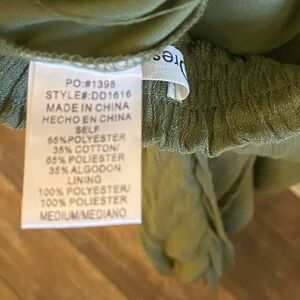 PO:#1398
STYLE#:DD1616
MADE IN CHINA
HECHO EN CHINA
SELF
65%POLYESTER
35% COTTON/
65% POLIESTER
35% ALGODON
LINING
100% POLYESTER/
100% POLIESTER
MEDIUM/MEDIANO